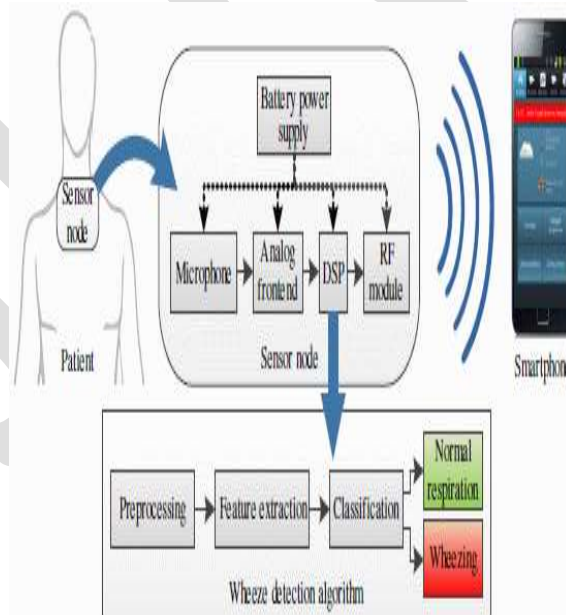 Battery power
supply
Sensor
node
Microphone
Analog
frontend
DSP
RF
module
Patient
Sensor node
Smartphone
Preprocessing
Feature extraction
Classification
Normal
respiration
Wheezing
Wheeze detection algorithm